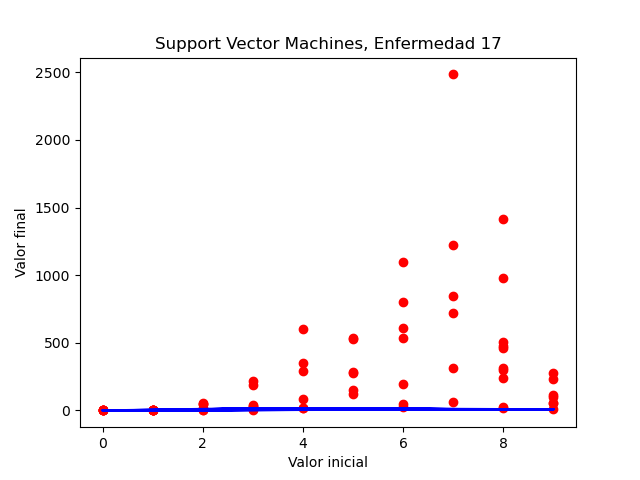 Support Vector Machines, Enfermedad 17
2500
2000
1500
1000
500
0
Valor final
0 2 4 6 8
Valor inicial